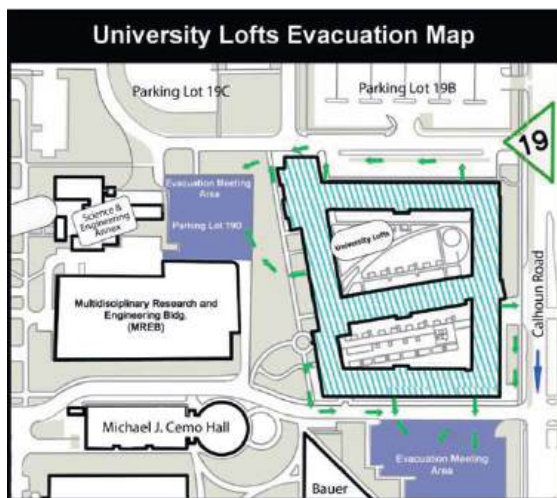 University Lofts Evacuation Map
Parking Lot 19C
Parking Lot 19B
19
Evacuation Meeting
Area
Parking Lot 19D
Science &
Engineering
Annex
University Lofts
Multidisciplinary Research and
Engineering Bldg.
(MREB)
Calhoun Road
Michael J. Cemo Hall
Evacuation Meeting
Area
Bauer